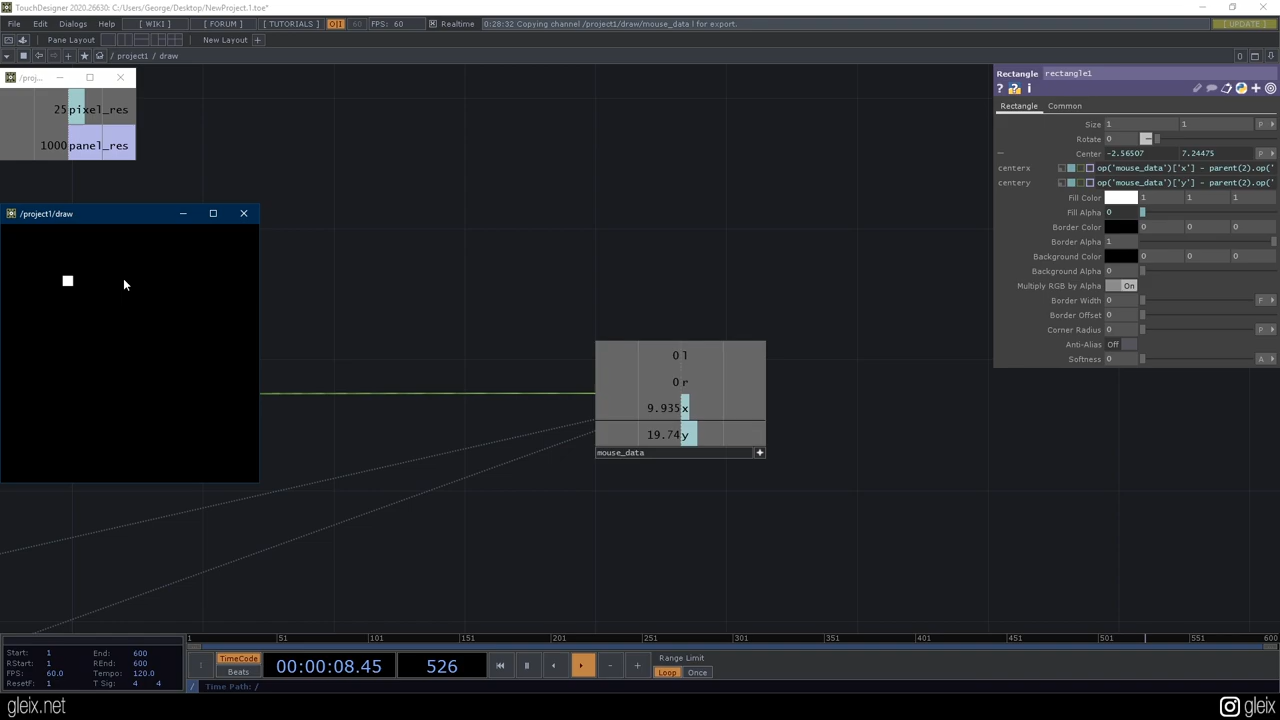 TouchDesigner 2020.26630: C:/Users/George/Desktop/NewProject.1.toe*
File Edit Dialogs Help [ WIKI ] [ FORUM ] [ TUTORIALS ] O|I 60 FPS: 60 Realtime 0:28:32 Copying channel /project1/draw/mouse_data l for export. [ UPDATE ]
Pane Layout New Layout +
/ project1 / draw
/proj...
25 pixel_res
1000 panel_res
/project1/draw
0 l
0 r
9.935 x
19.74 y
mouse_data
Rectangle rectangle1
? ? i
Rectangle Common
Size 1 1 P
Rotate 0
Center -2.56507 7.24475 P
centerx op('mouse_data')['x'] - parent(2).op('
centery op('mouse_data')['y'] - parent(2).op('
Fill Color 1 1 1
Fill Alpha 0
Border Color 0 0 0
Border Alpha 1
Background Color 0 0 0
Background Alpha 0
Multiply RGB by Alpha On
Border Width 0 F
Border Offset 0
Corner Radius 0 P
Anti-Alias Off
Softness 0 A
1 51 101 151 201 251 301 351 401 451 501 551 600
Start: 1 End: 600
RStart: 1 REnd: 600
FPS: 60.0 Tempo: 120.0
ResetF: 1 T Sig: 4 4
TimeCode
Beats
00:00:08.45
526
Range Limit
Loop Once
/ Time Path: /
gleix.net
gleix